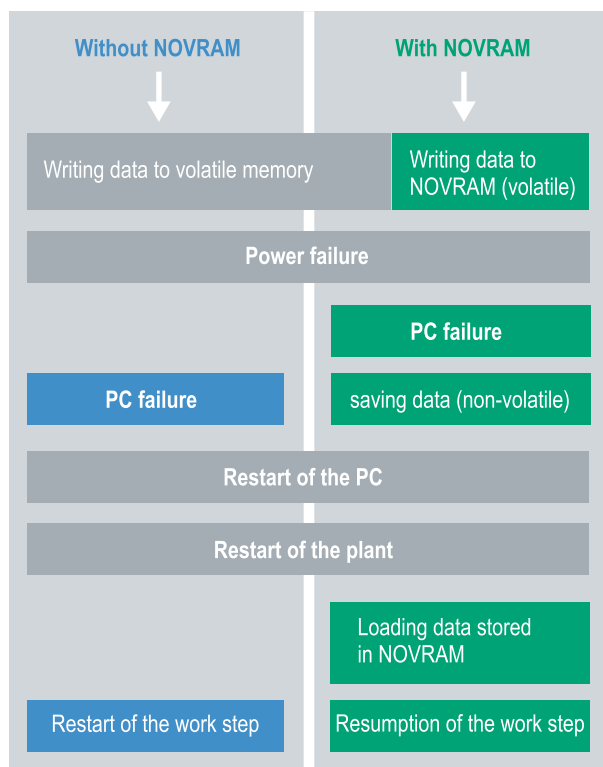 Without NOVRAM
With NOVRAM
Writing data to volatile memory
Writing data to
NOVRAM (volatile)
Power failure
PC failure
PC failure
saving data (non-volatile)
Restart of the PC
Restart of the plant
Loading data stored
in NOVRAM
Restart of the work step
Resumption of the work step